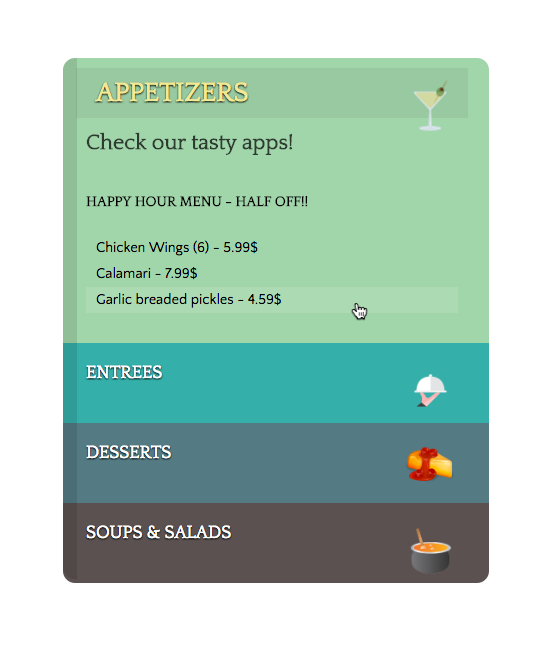 APPETIZERS
Check our tasty apps!
HAPPY HOUR MENU - HALF OFF!!
Chicken Wings (6) - 5.99$
Calamari - 7.99$
Garlic breaded pickles - 4.59$
ENTREES
DESSERTS
SOUPS & SALADS